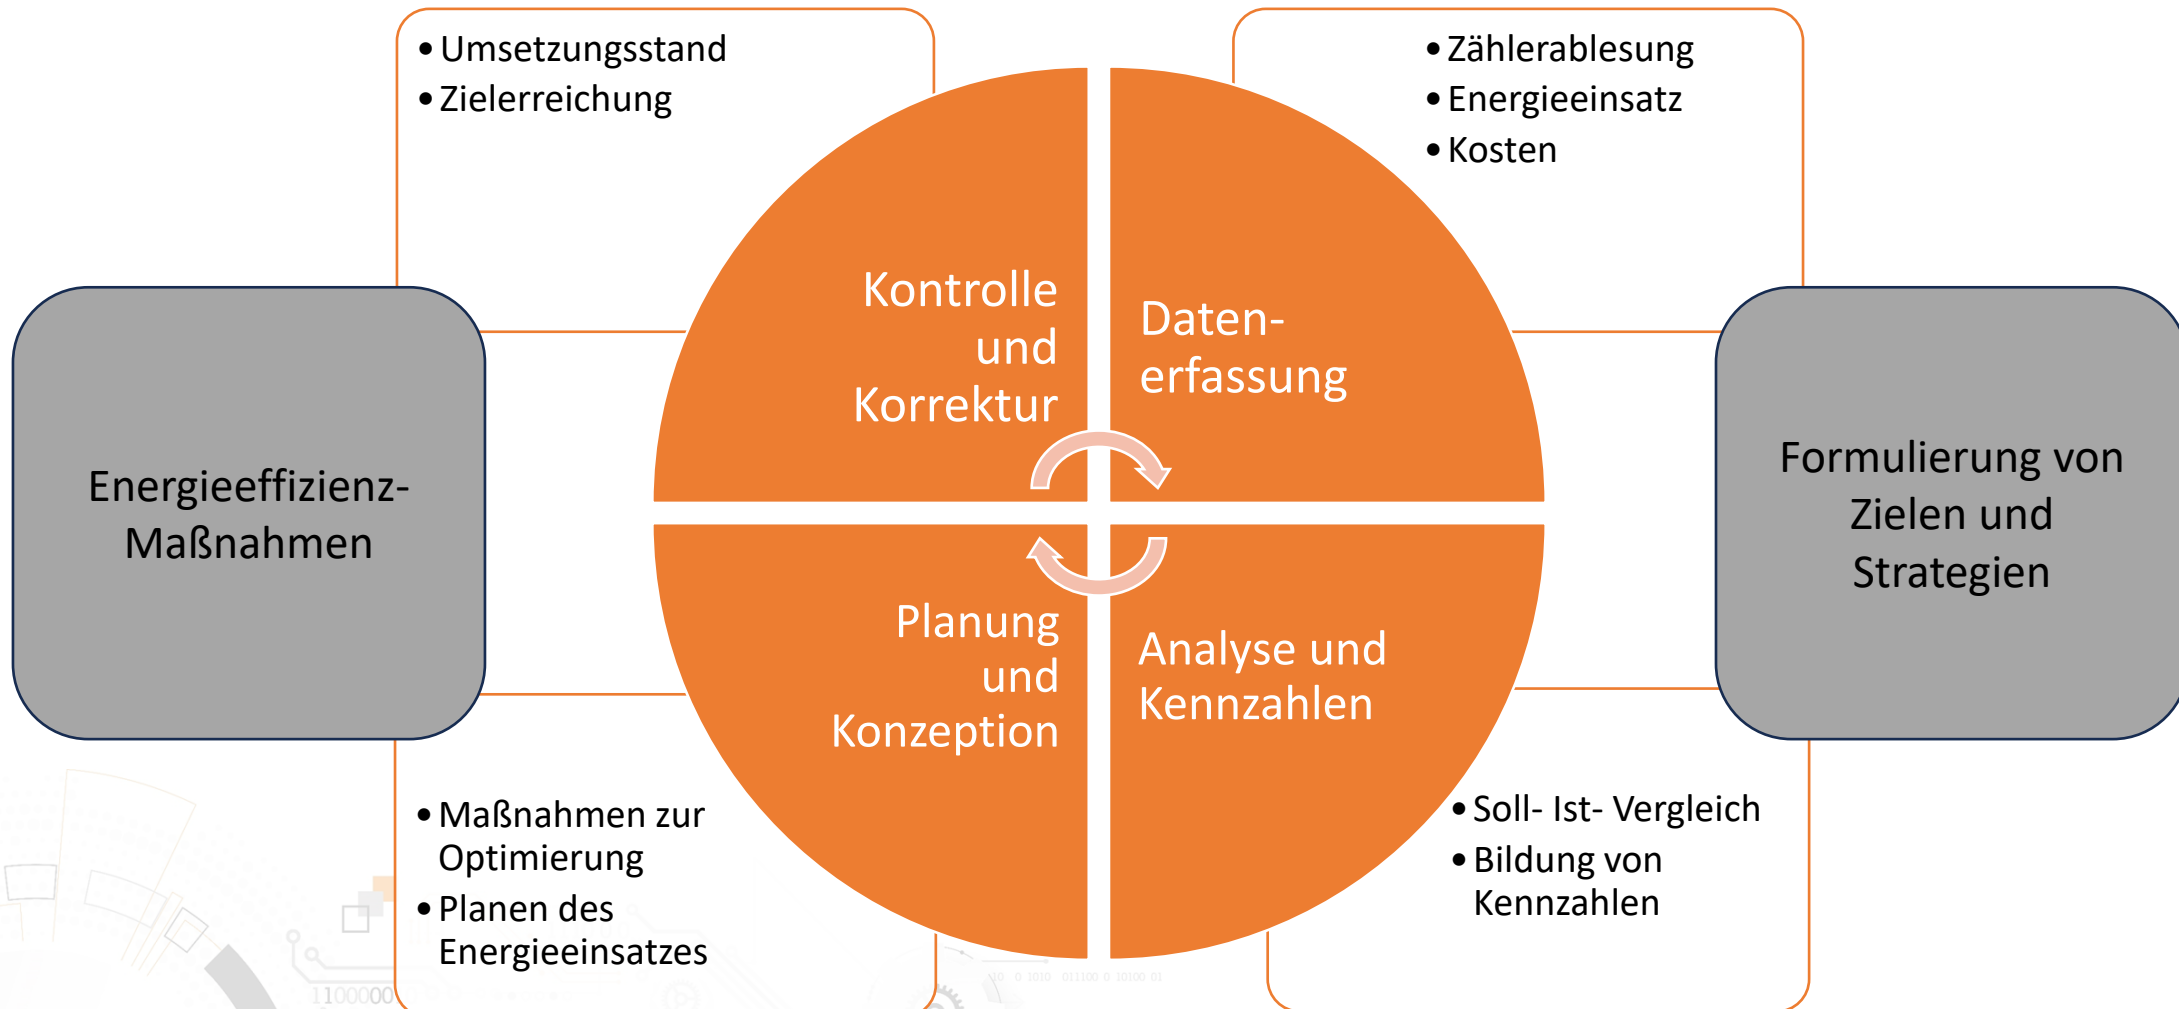 • Umsetzungsstand
• Zielerreichung
• Zählerablesung
• Energieeinsatz
• Kosten
Kontrolle
und
Korrektur
Daten-
erfassung
Energieeffizienz-
Maßnahmen
Formulierung von
Zielen und
Strategien
Planung
und
Konzeption
Analyse und
Kennzahlen
• Maßnahmen zur
Optimierung
• Planen des
Energieeinsatzes
• Soll- Ist- Vergleich
• Bildung von
Kennzahlen
1100000